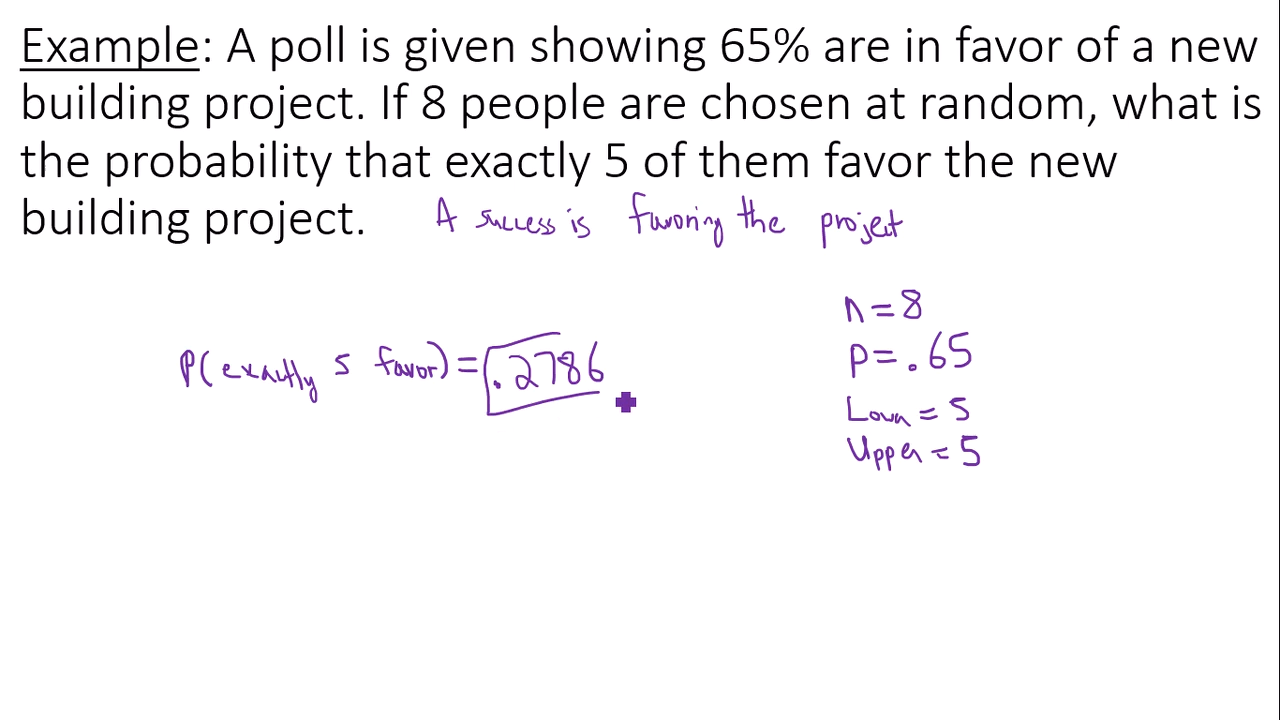 Example: A poll is given showing 65% are in favor of a new
building project. If 8 people are chosen at random, what is
the probability that exactly 5 of them favor the new
building project.
A success is favoring the project
P(exactly 5 favor) = .2786
n = 8
p = .65
Lower = 5
Upper = 5